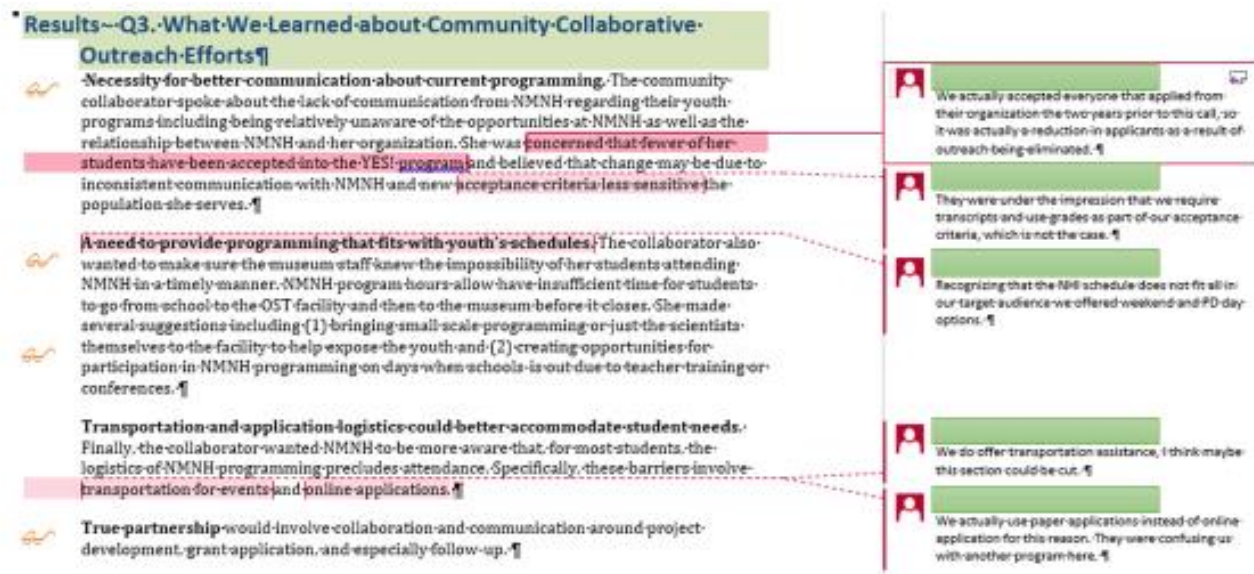 Results – Q3. What We Learned about Community Collaborative
Outreach Efforts¶
Necessity for better communication about current programming. The community
collaborator spoke about the lack of communication from NMNH regarding their youth
programs including being relatively unaware of the opportunities at NMNH as well as the
relationship between NMNH and her organization. She was concerned that fewer of her
students have been accepted into the YES! program and believed that change may be due to
inconsistent communication with NMNH and new acceptance criteria less sensitive the
population she serves. ¶
A need to provide programming that fits with youth's schedules. The collaborator also
wanted to make sure the museum staff knew the impossibility of her students attending
NMNH in a timely manner. NMNH program hours allow have insufficient time for students
to go from school to the OST facility and then to the museum before it closes. She made
several suggestions including (1) bringing small scale programming or just the scientists
themselves to the facility to help expose the youth and (2) creating opportunities for
participation in NMNH programming on days when schools is out due to teacher training or
conferences. ¶
Transportation and application logistics could better accommodate student needs.
Finally, the collaborator wanted NMNH to be more aware that, for most students, the
logistics of NMNH programming precludes attendance. Specifically, these barriers involve
transportation for events and online applications. ¶
True partnership would involve collaboration and communication around project
development, grant application, and especially follow-up. ¶
We actually accepted everyone that applied from
their organization the two years prior to this call, so
it was actually a reduction in applicants as a result of
outreach being eliminated. ¶
They were under the impression that we require
transcripts and use grades as part of our acceptance
criteria, which is not the case. ¶
Recognizing that the NHI schedule does not fit all in
our target audience we offered weekend and PD day
options. ¶
We do offer transportation assistance, I think maybe
this section could be cut. ¶
We actually use paper applications instead of online
application for this reason. They were confusing us
with another program here. ¶